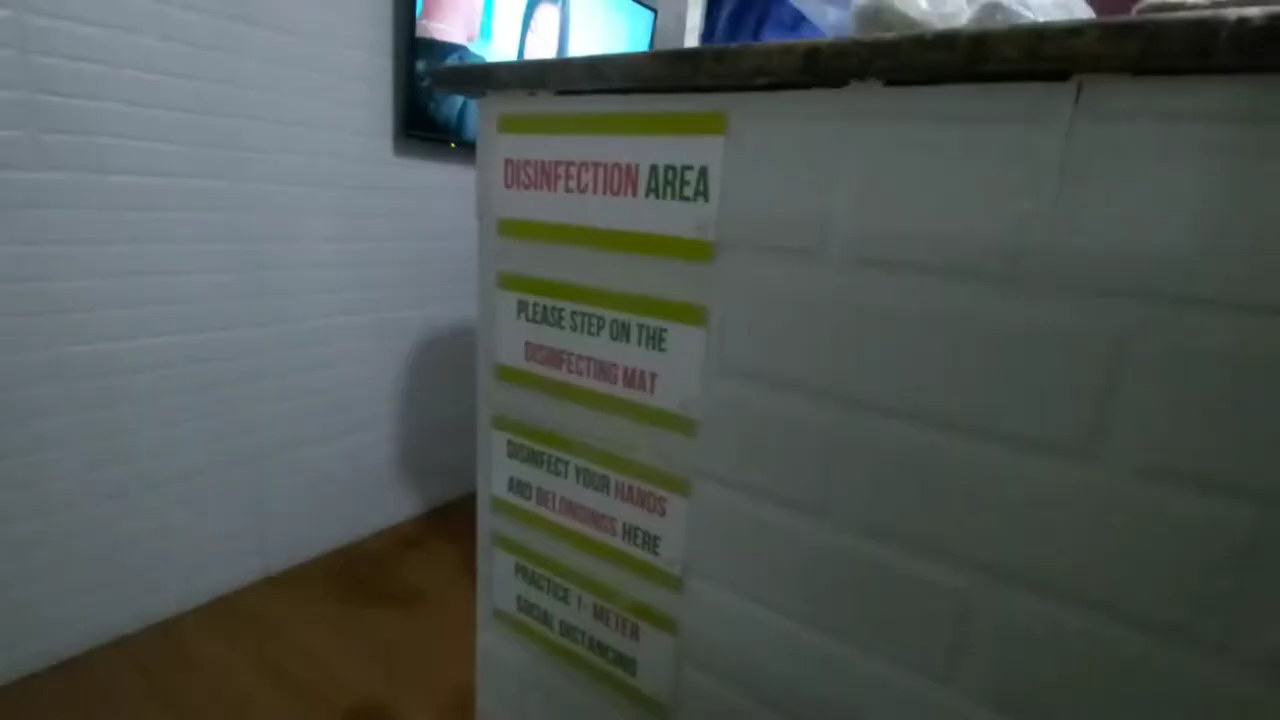 DISINFECTION AREA
PLEASE STEP ON THE
DISINFECTING MAT
DISINFECT YOUR HANDS
AND BELONGINGS HERE
PRACTICE 1- METER
SOCIAL DISTANCING